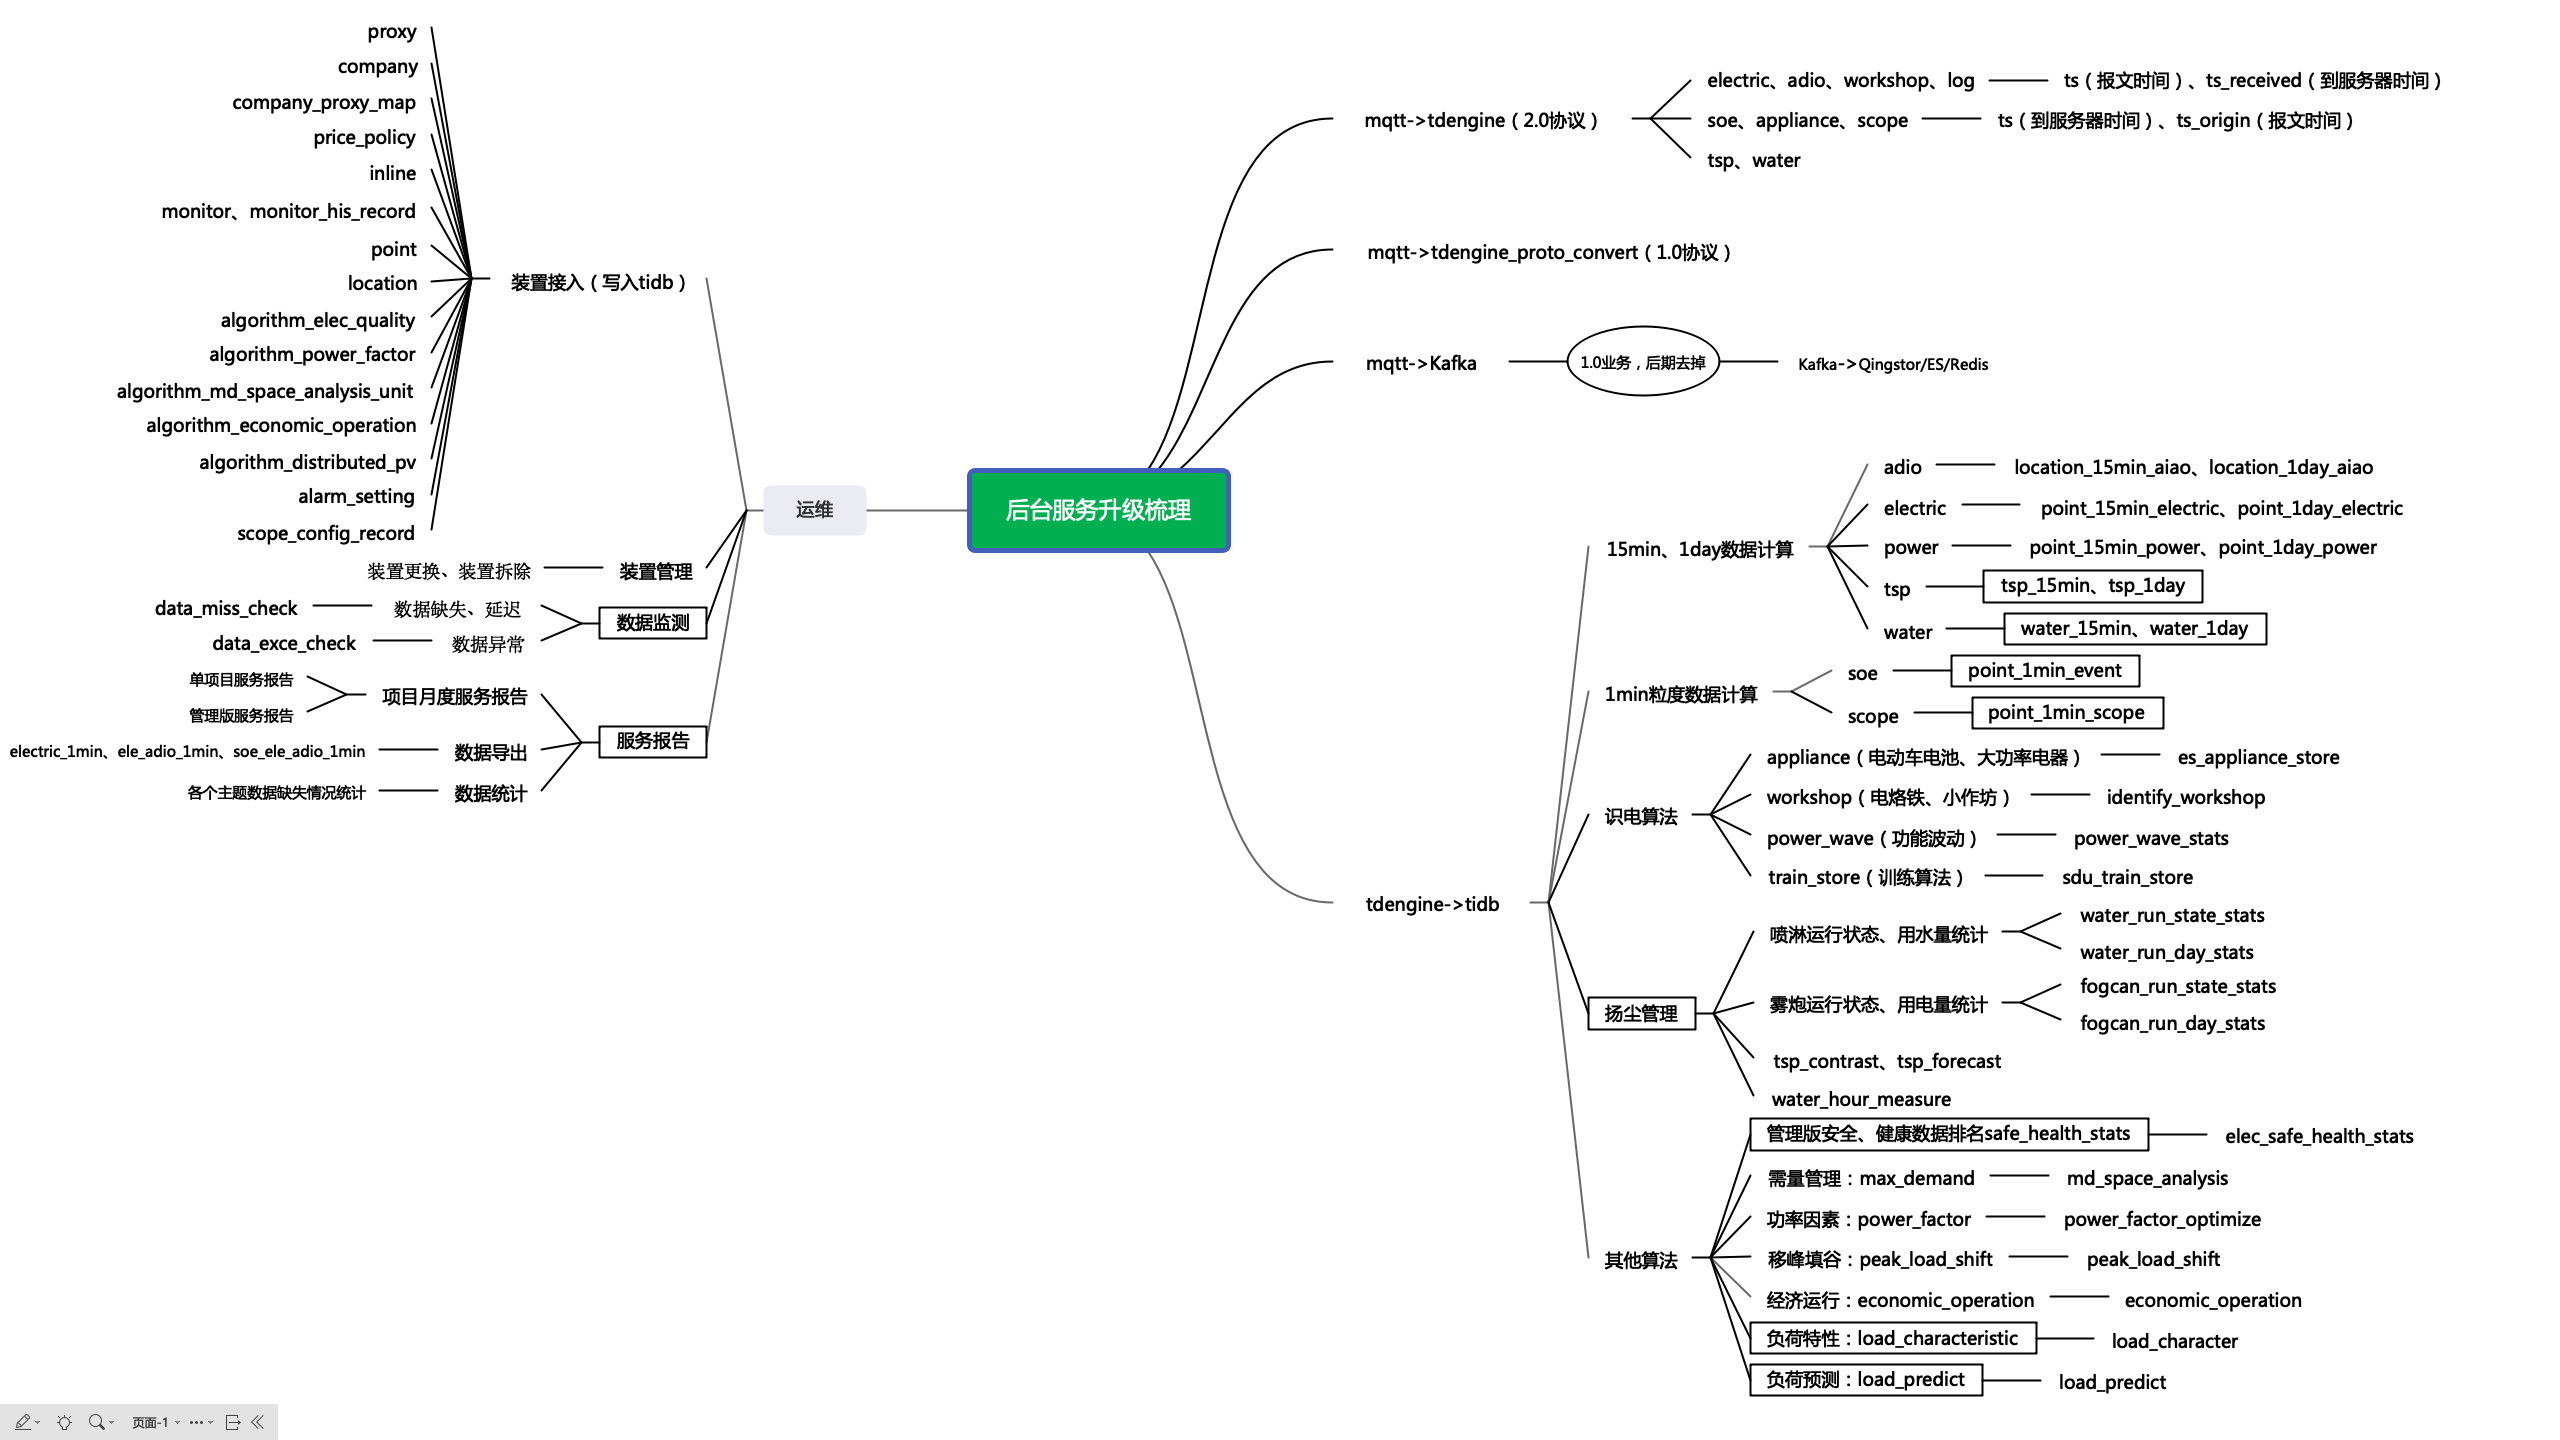 后台服务升级梳理
运维
装置接入（写入tidb）
proxy
company
company_proxy_map
price_policy
inline
monitor、monitor_his_record
point
location
algorithm_elec_quality
algorithm_power_factor
algorithm_md_space_analysis_unit
algorithm_economic_operation
algorithm_distributed_pv
alarm_setting
scope_config_record
装置管理
装置更换、装置拆除
数据监测
数据缺失、延迟
data_miss_check
数据异常
data_exce_check
服务报告
项目月度服务报告
单项目服务报告
管理版服务报告
数据导出
electric_1min、ele_adio_1min、soe_ele_adio_1min
数据统计
各个主题数据缺失情况统计
mqtt->tdengine（2.0协议）
electric、adio、workshop、log
ts（报文时间）、ts_received（到服务器时间）
soe、appliance、scope
ts（到服务器时间）、ts_origin（报文时间）
tsp、water
mqtt->tdengine_proto_convert（1.0协议）
mqtt->Kafka
1.0业务，后期去掉
Kafka->Qingstor/ES/Redis
tdengine->tidb
15min、1day数据计算
adio
location_15min_aiao、location_1day_aiao
electric
point_15min_electric、point_1day_electric
power
point_15min_power、point_1day_power
tsp
tsp_15min、tsp_1day
water
water_15min、water_1day
1min粒度数据计算
soe
point_1min_event
scope
point_1min_scope
识电算法
appliance（电动车电池、大功率电器）
es_appliance_store
workshop（电烙铁、小作坊）
identify_workshop
power_wave（功能波动）
power_wave_stats
train_store（训练算法）
sdu_train_store
扬尘管理
喷淋运行状态、用水量统计
water_run_state_stats
water_run_day_stats
雾炮运行状态、用电量统计
fogcan_run_state_stats
fogcan_run_day_stats
tsp_contrast、tsp_forecast
water_hour_measure
其他算法
管理版安全、健康数据排名safe_health_stats
elec_safe_health_stats
需量管理：max_demand
md_space_analysis
功率因素：power_factor
power_factor_optimize
移峰填谷：peak_load_shift
peak_load_shift
经济运行：economic_operation
economic_operation
负荷特性：load_characteristic
load_character
负荷预测：load_predict
load_predict
页面-1